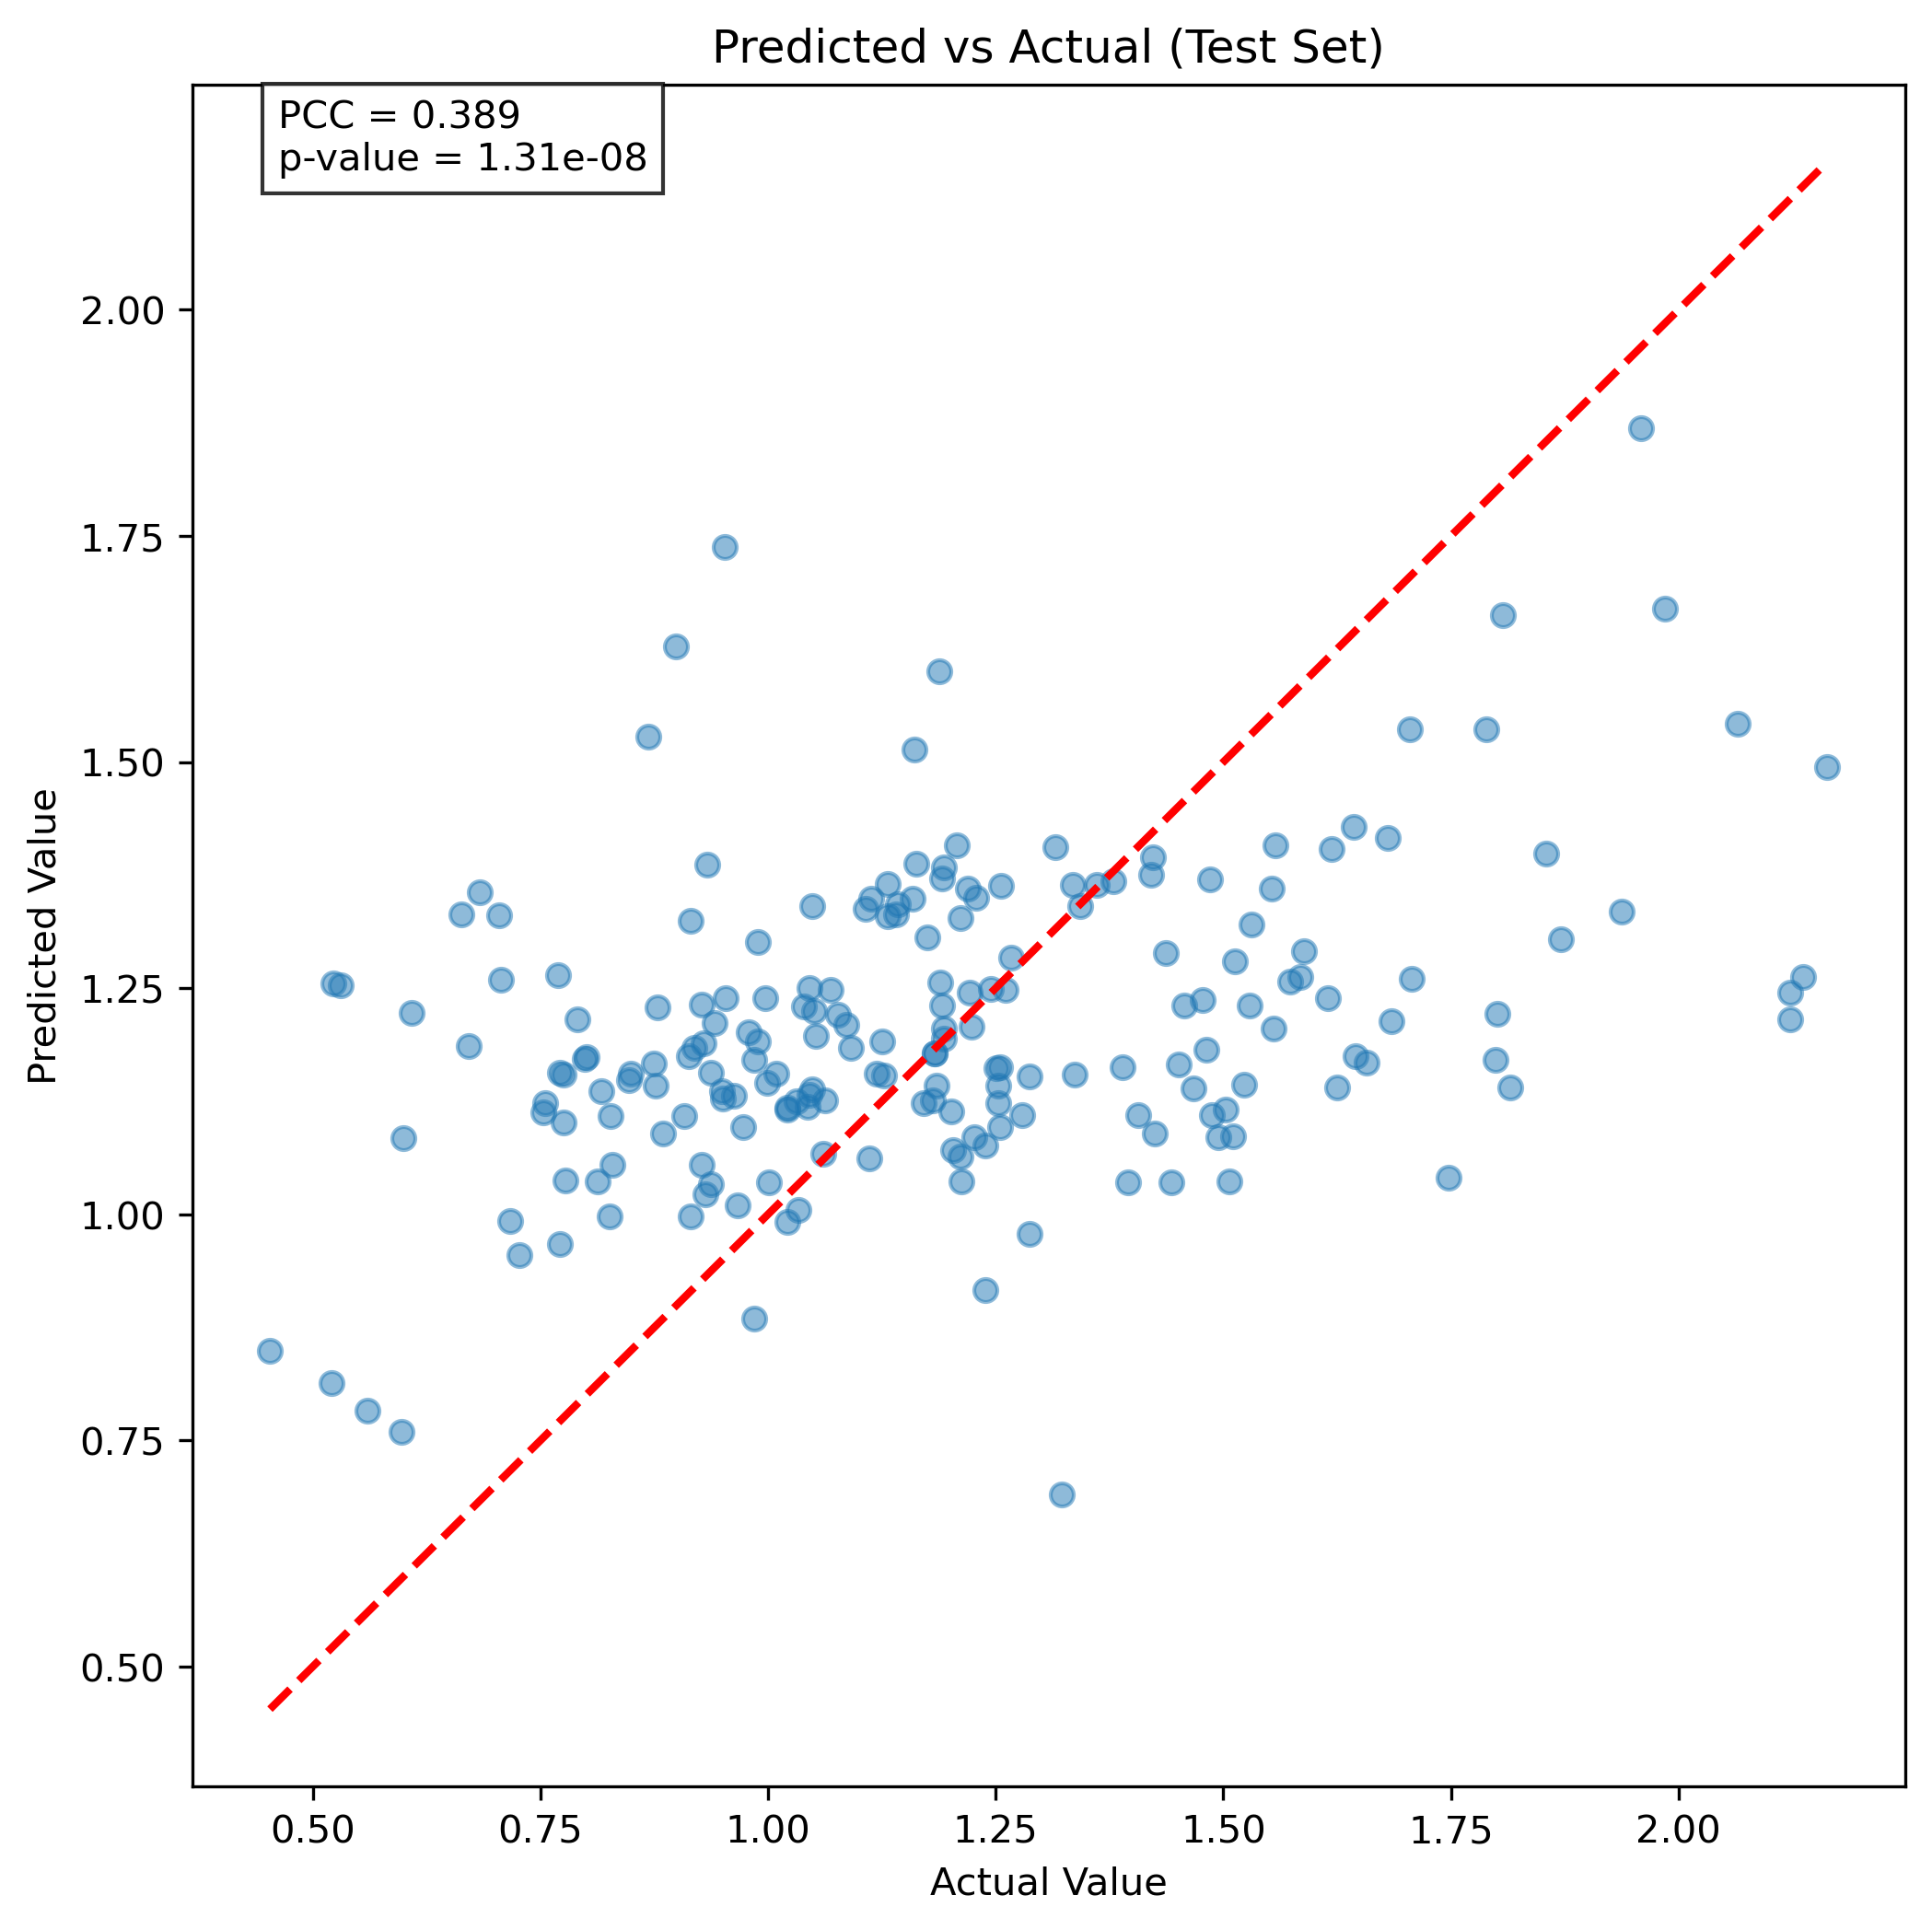 Predicted vs Actual (Test Set)
PCC = 0.389
p-value = 1.31e-08
Predicted Value
2.00
1.75
1.50
1.25
1.00
0.75
0.50
0.50 0.75 1.00 1.25 1.50 1.75 2.00
Actual Value